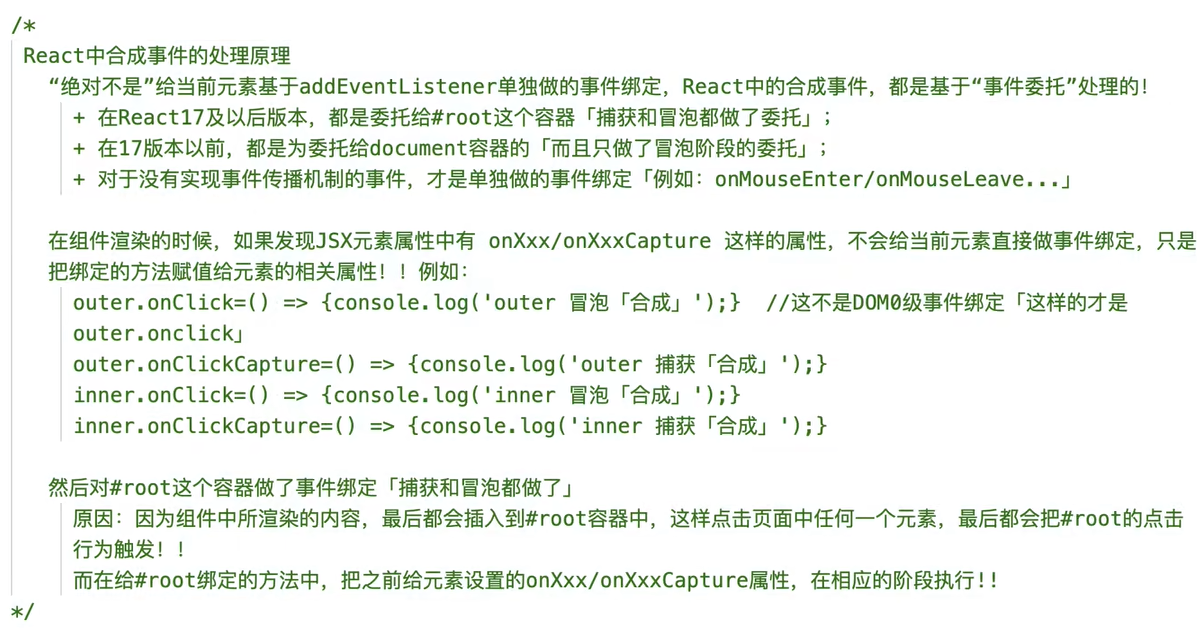 /*
React中合成事件的处理原理
“绝对不是”给当前元素基于addEventListener单独做的事件绑定，React中的合成事件，都是基于“事件委托”处理的！
+ 在React17及以后版本，都是委托给#root这个容器「捕获和冒泡都做了委托」；
+ 在17版本以前，都是为委托给document容器的「而且只做了冒泡阶段的委托」；
+ 对于没有实现事件传播机制的事件，才是单独做的事件绑定「例如：onMouseEnter/onMouseLeave...」
在组件渲染的时候，如果发现JSX元素属性中有 onXxx/onXxxCapture 这样的属性，不会给当前元素直接做事件绑定，只是
把绑定的方法赋值给元素的相关属性！！例如：
outer.onClick=() => {console.log('outer 冒泡「合成」');}  //这不是DOM0级事件绑定「这样的才是
outer.onclick」
outer.onClickCapture=() => {console.log('outer 捕获「合成」');}
inner.onClick=() => {console.log('inner 冒泡「合成」');}
inner.onClickCapture=() => {console.log('inner 捕获「合成」');}
然后对#root这个容器做了事件绑定「捕获和冒泡都做了」
原因：因为组件中所渲染的内容，最后都会插入到#root容器中，这样点击页面中任何一个元素，最后都会把#root的点击
行为触发！！
而在给#root绑定的方法中，把之前给元素设置的onXxx/onXxxCapture属性，在相应的阶段执行!!
*/